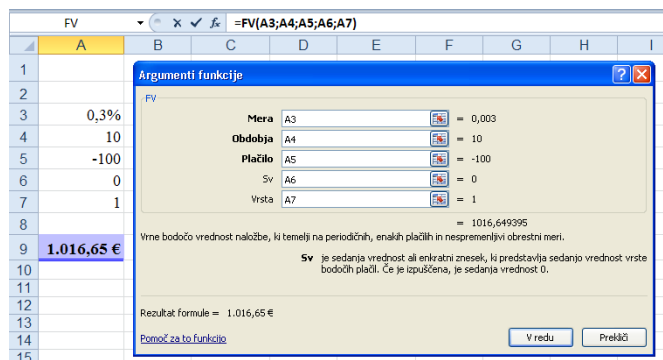 FV =FV(A3;A4;A5;A6;A7)
A B C D E F G H I
1
2
3 0,3%
4 10
5 -100
6 0
7 1
8
9 1.016,65 €
10
11
12
13
14
15
Argumenti funkcije
FV
Mera A3 = 0,003
Obdobja A4 = 10
Plačilo A5 = -100
Sv A6 = 0
Vrsta A7 = 1
= 1016,649395
Vrne bodočo vrednost naložbe, ki temelji na periodičnih, enakih plačilih in nespremenljivi obrestni meri.
Sv je sedanja vrednost ali enkratni znesek, ki predstavlja sedanjo vrednost vrste
bodočih plačil. Če je izpuščena, je sedanja vrednost 0.
Rezultat formule = 1.016,65 €
Pomoč za to funkcijo
V redu Prekliči